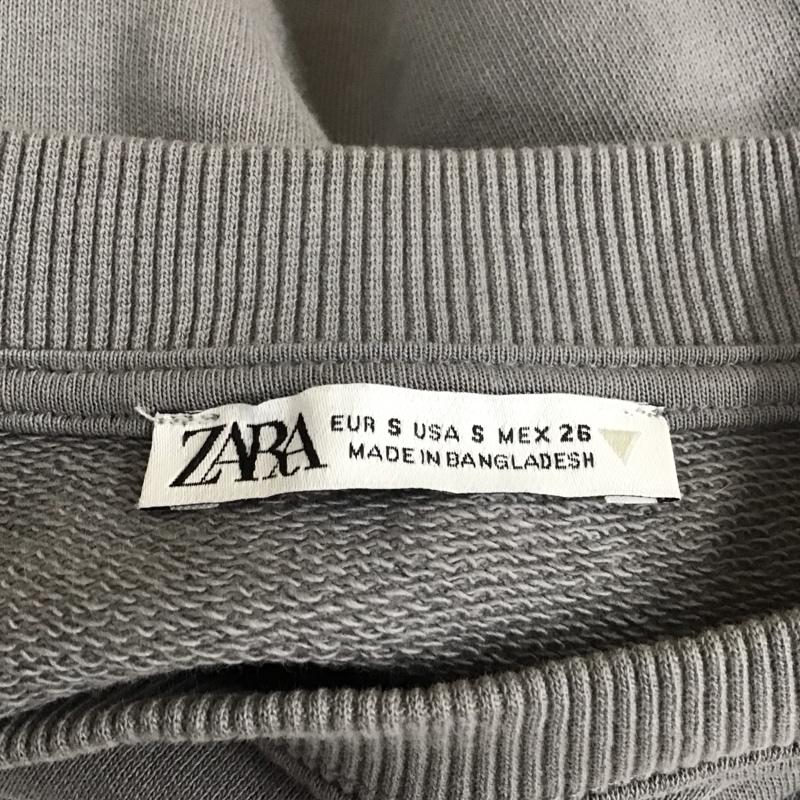 ZARA
EUR S USA S MEX 26
MADE IN BANGLADESH